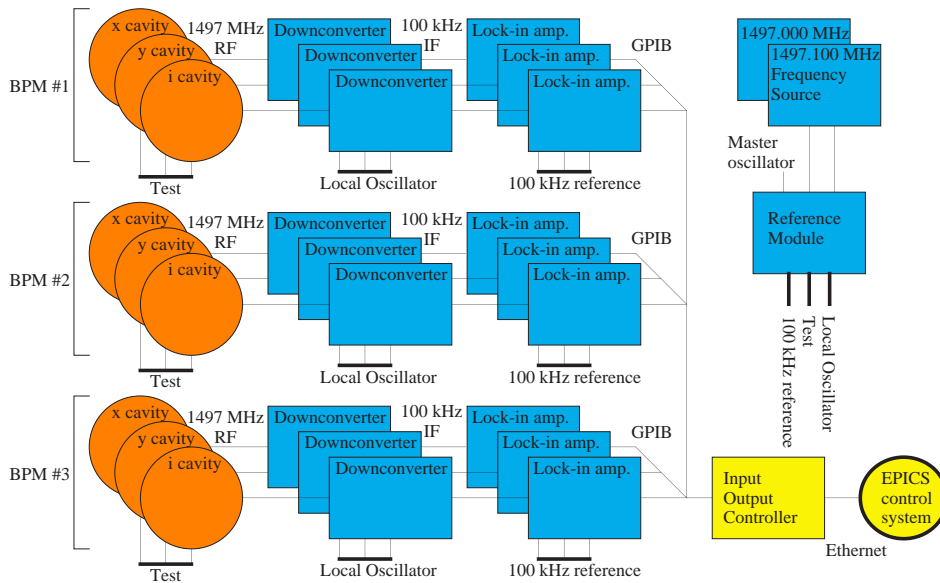 BPM #1
x cavity
y cavity
i cavity
Test
1497 MHz
RF
Downconverter
Downconverter
Downconverter
Local Oscillator
100 kHz
IF
Lock-in amp.
Lock-in amp.
Lock-in amp.
100 kHz reference
GPIB
BPM #2
x cavity
y cavity
i cavity
Test
1497 MHz
RF
Downconverter
Downconverter
Downconverter
Local Oscillator
100 kHz
IF
Lock-in amp.
Lock-in amp.
Lock-in amp.
100 kHz reference
GPIB
BPM #3
x cavity
y cavity
i cavity
Test
1497 MHz
RF
Downconverter
Downconverter
Downconverter
Local Oscillator
100 kHz
IF
Lock-in amp.
Lock-in amp.
Lock-in amp.
100 kHz reference
GPIB
1497.000 MHz
1497.100 MHz
Frequency
Source
Master
oscillator
Reference
Module
100 kHz reference
Test
Local Oscillator
Input
Output
Controller
Ethernet
EPICS
control
system